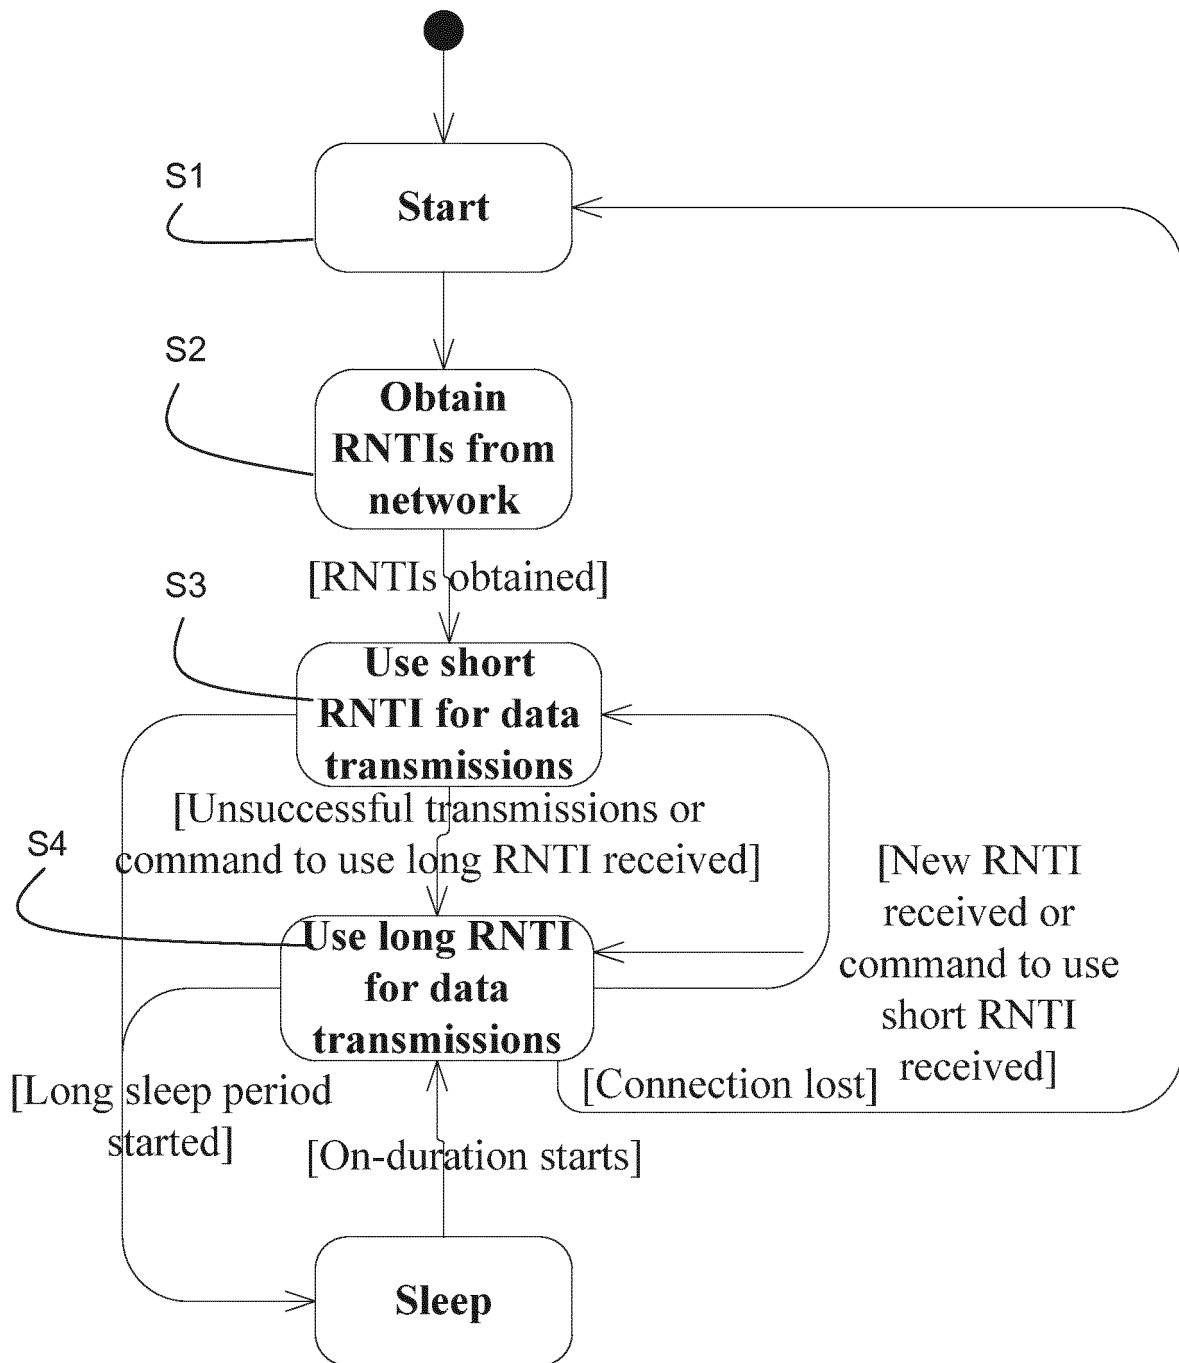 S1
Start
S2
Obtain
RNTIs from
network
[RNTIs obtained]
S3
Use short
RNTI for data
transmissions
[Unsuccessful transmissions or
command to use long RNTI received]
S4
Use long RNTI
for data
transmissions
[New RNTI
received or
command to use
short RNTI
received]
[Connection lost]
[Long sleep period
started]
[On-duration starts]
Sleep